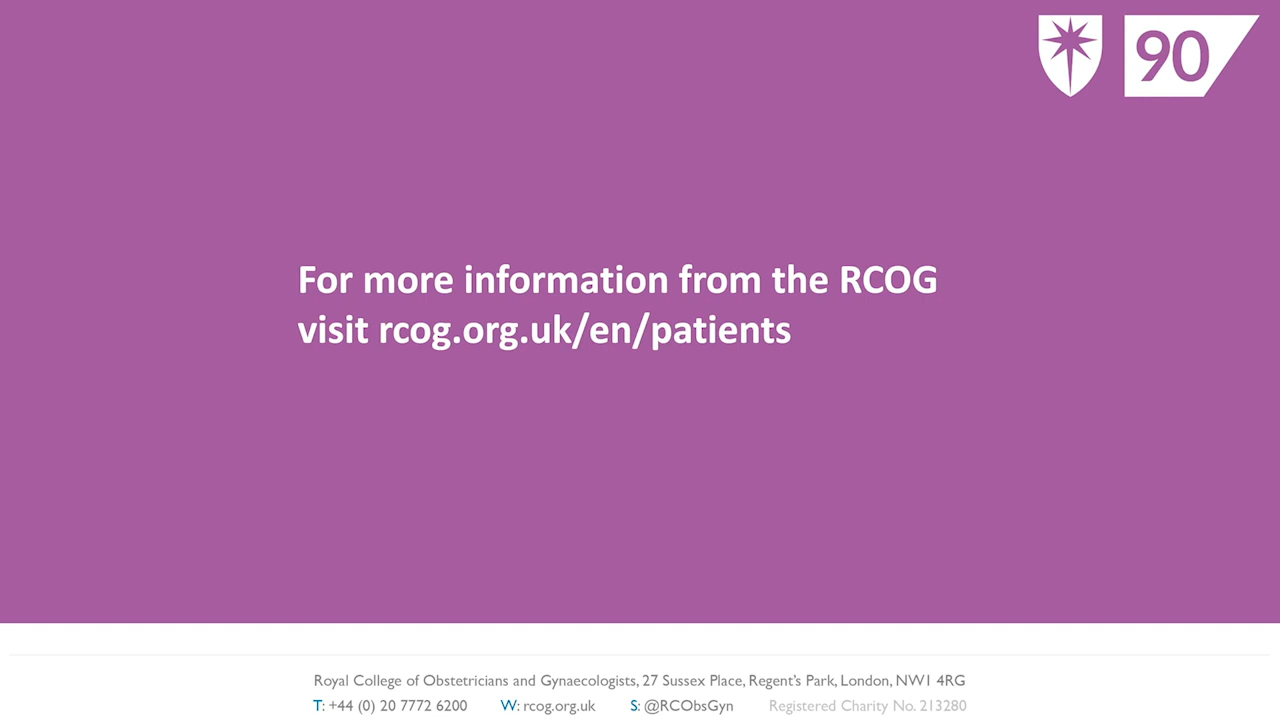 90
For more information from the RCOG
visit rcog.org.uk/en/patients
Royal College of Obstetricians and Gynaecologists, 27 Sussex Place, Regent's Park, London, NW1 4RG
T: +44 (0) 20 7772 6200 W: rcog.org.uk S: @RCObsGyn Registered Charity No. 213280